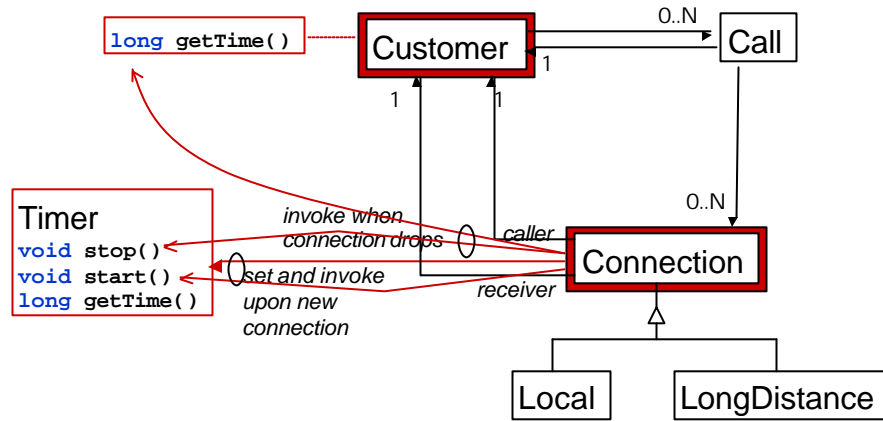 0..N
long getTime()
Customer
Call
1
1
1
Timer
void stop()
void start()
long getTime()
invoke when
connection drops
set and invoke
upon new
connection
caller
receiver
0..N
Connection
Local
LongDistance